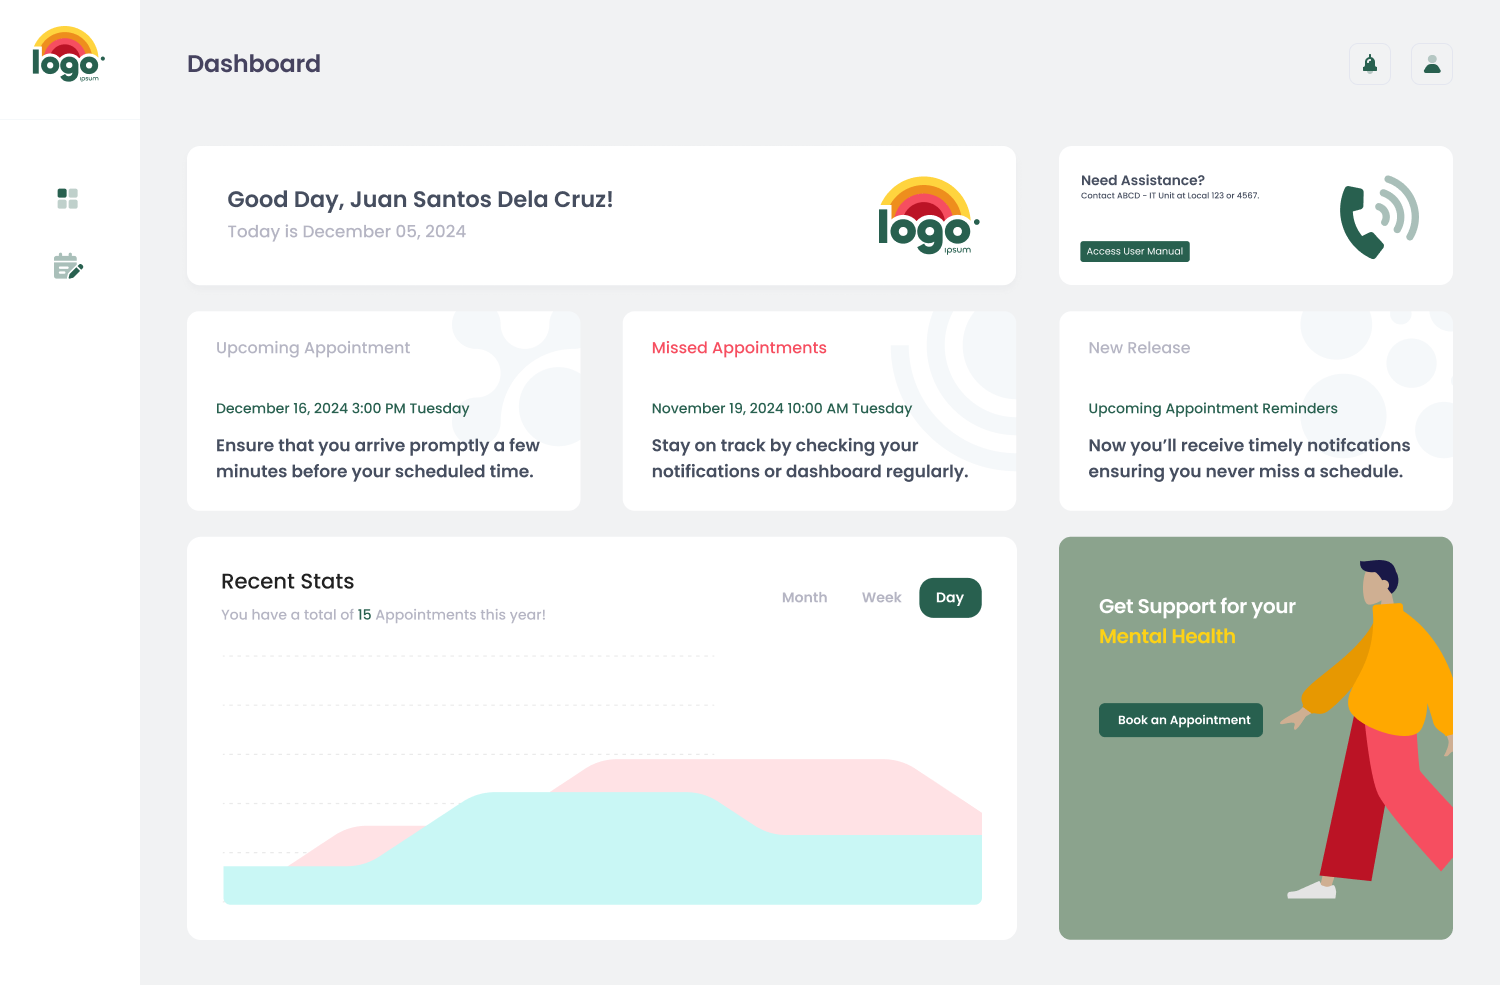 logo
ipsum
Dashboard
Good Day, Juan Santos Dela Cruz!
Today is December 05, 2024
logo
ipsum
Need Assistance?
Contact ABCD - IT Unit at Local 123 or 4567.
Access User Manual
Upcoming Appointment
December 16, 2024 3:00 PM Tuesday
Ensure that you arrive promptly a few
minutes before your scheduled time.
Missed Appointments
November 19, 2024 10:00 AM Tuesday
Stay on track by checking your
notifications or dashboard regularly.
New Release
Upcoming Appointment Reminders
Now you’ll receive timely notifcations
ensuring you never miss a schedule.
Recent Stats
You have a total of 15 Appointments this year!
Month
Week
Day
Get Support for your
Mental Health
Book an Appointment